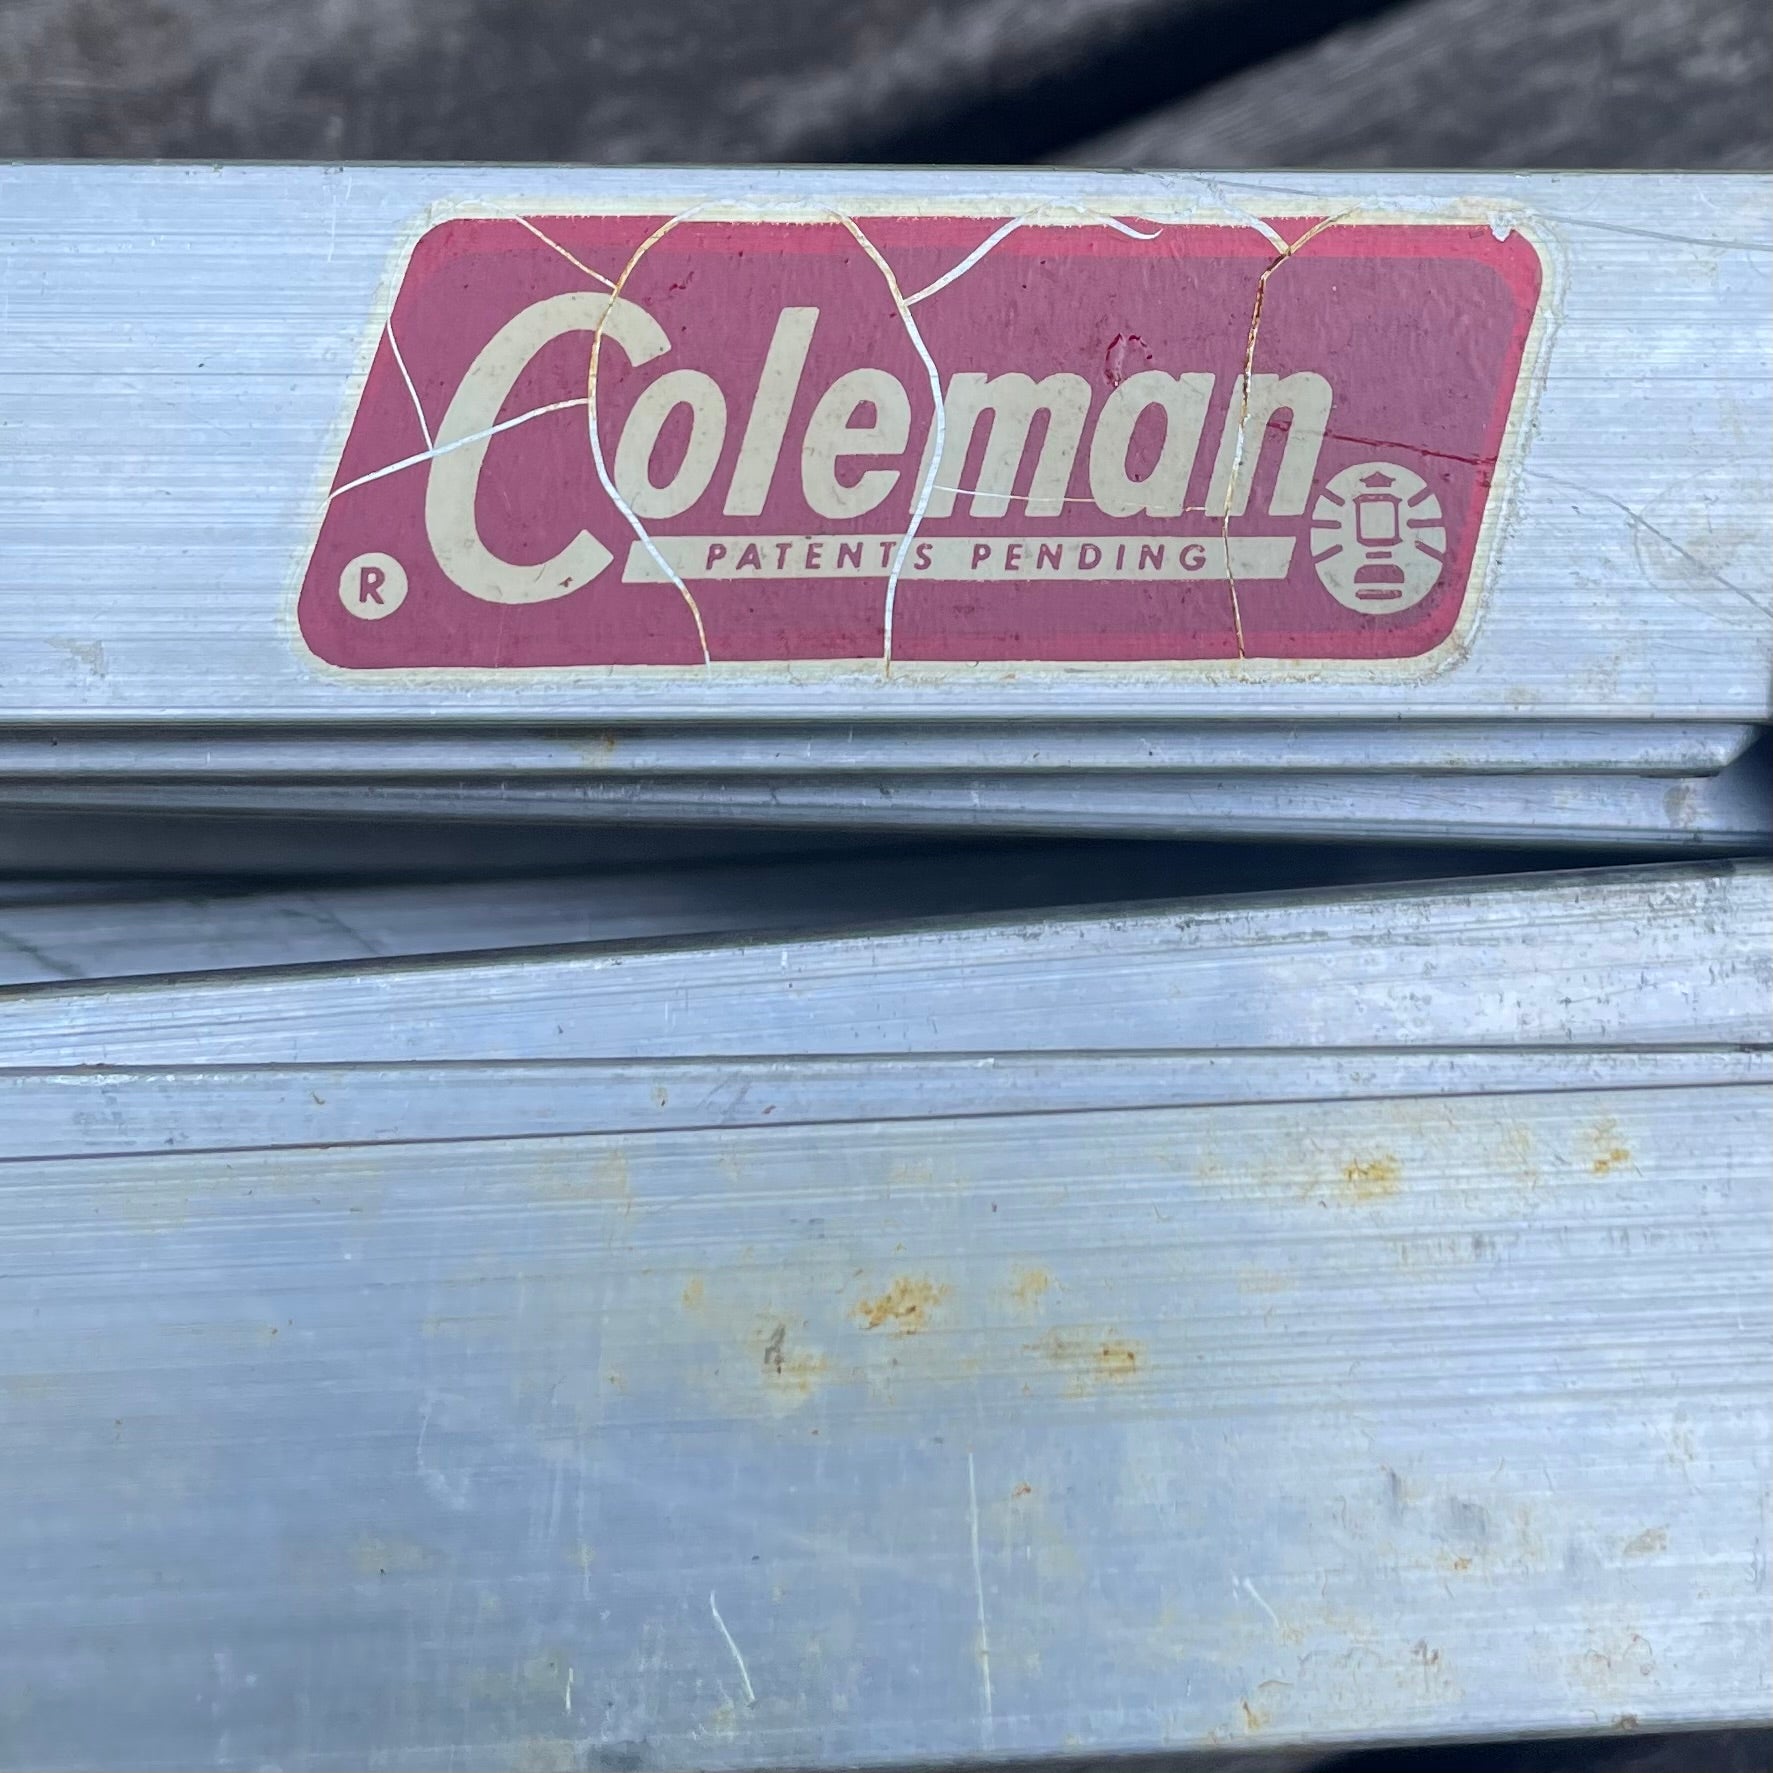 Coleman
PATENTS PENDING
R